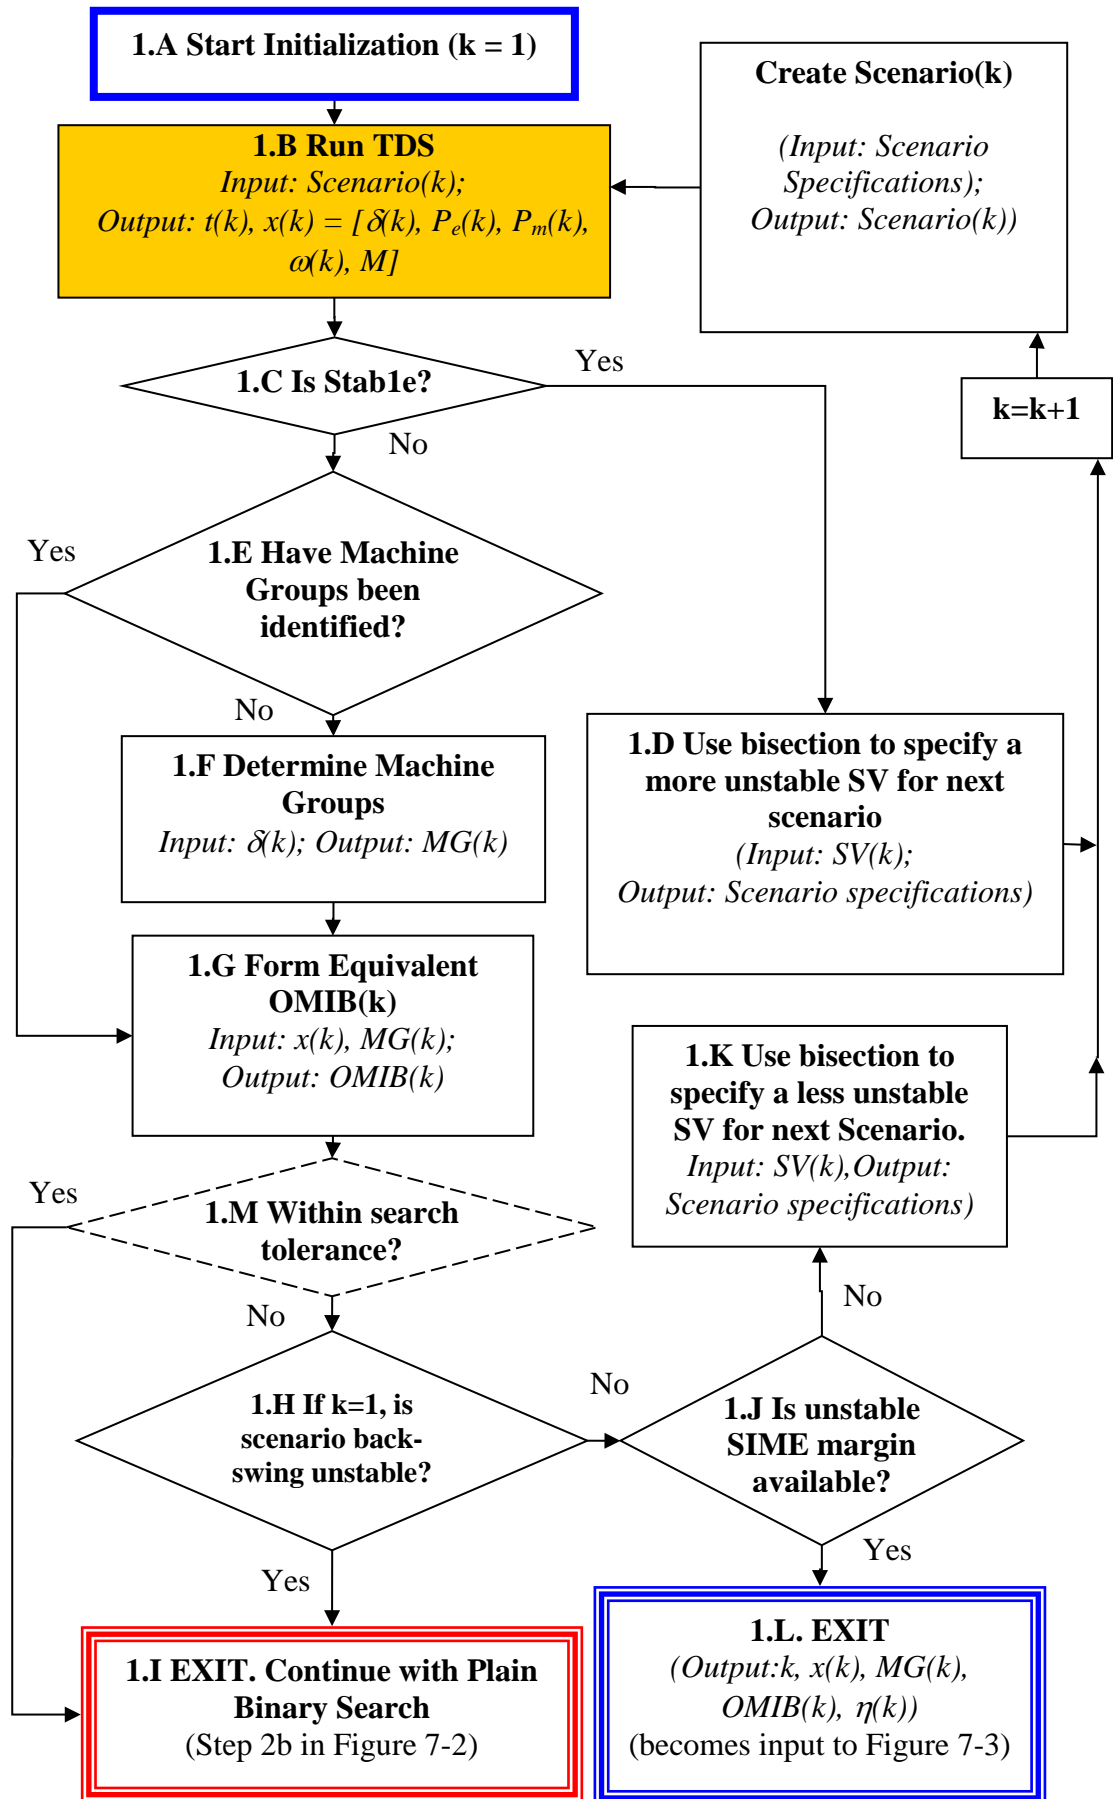 1.A Start Initialization (k = 1)
Create Scenario(k)
(Input: Scenario
Specifications);
Output: Scenario(k))
1.B Run TDS
Input: Scenario(k);
Output: t(k), x(k) = [δ(k), Pe(k), Pm(k),
ω(k), M]
1.C Is Stab1e?
Yes
No
k=k+1
Yes
1.E Have Machine
Groups been
identified?
No
1.F Determine Machine
Groups
Input: δ(k); Output: MG(k)
1.D Use bisection to specify a
more unstable SV for next
scenario
(Input: SV(k);
Output: Scenario specifications)
1.G Form Equivalent
OMIB(k)
Input: x(k), MG(k);
Output: OMIB(k)
1.K Use bisection to
specify a less unstable
SV for next Scenario.
Input: SV(k),Output:
Scenario specifications)
Yes
1.M Within search
tolerance?
No
No
1.H If k=1, is
scenario back-
swing unstable?
No
1.J Is unstable
SIME margin
available?
Yes
Yes
1.I EXIT. Continue with Plain
Binary Search
(Step 2b in Figure 7-2)
1.L. EXIT
(Output:k, x(k), MG(k),
OMIB(k), η(k))
(becomes input to Figure 7-3)